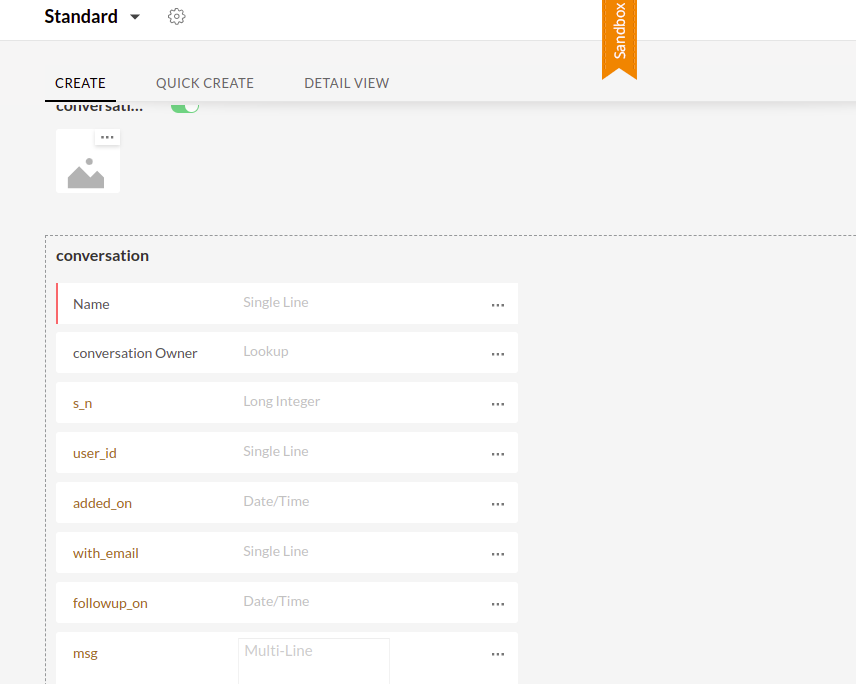 Standard
Sandbox
CREATE QUICK CREATE DETAIL VIEW
conversati...
conversation
Name Single Line
conversation Owner Lookup
s_n Long Integer
user_id Single Line
added_on Date/Time
with_email Single Line
followup_on Date/Time
msg Multi-Line